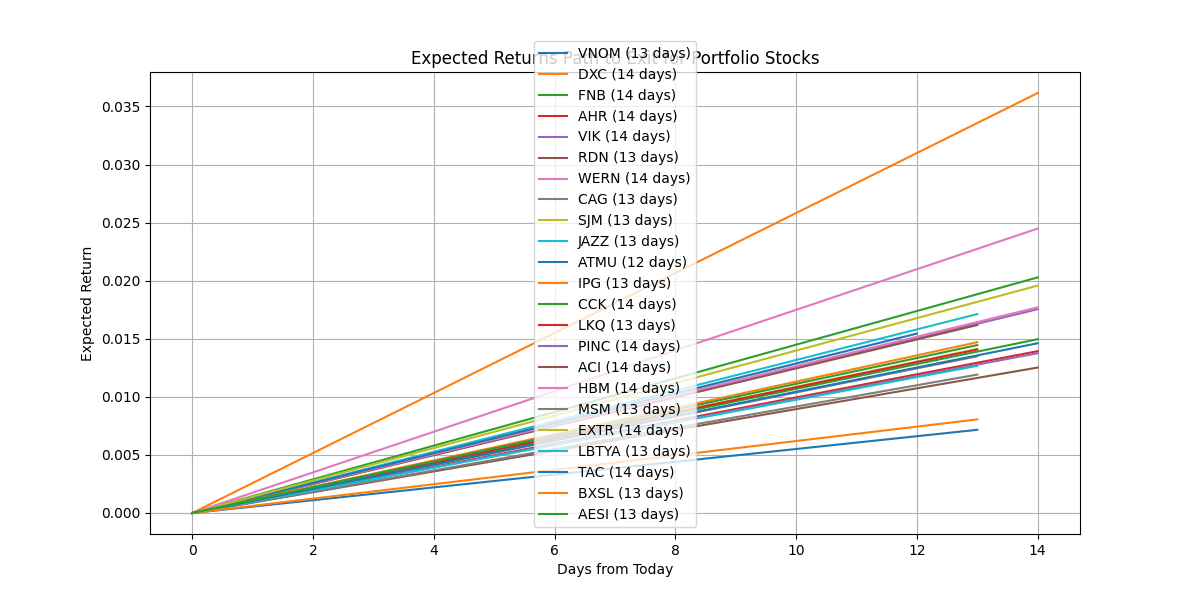 Expected Returns Path to Exit for Portfolio Stocks
VNOM (13 days)
DXC (14 days)
FNB (14 days)
AHR (14 days)
VIK (14 days)
RDN (13 days)
WERN (14 days)
CAG (13 days)
SJM (13 days)
JAZZ (13 days)
ATMU (12 days)
IPG (13 days)
CCK (14 days)
LKQ (13 days)
PINC (14 days)
ACI (14 days)
HBM (14 days)
MSM (13 days)
EXTR (14 days)
LBTYA (13 days)
TAC (14 days)
BXSL (13 days)
AESI (13 days)
Expected Return
0.035
0.030
0.025
0.020
0.015
0.010
0.005
0.000
0 2 4 6 8 10 12 14
Days from Today